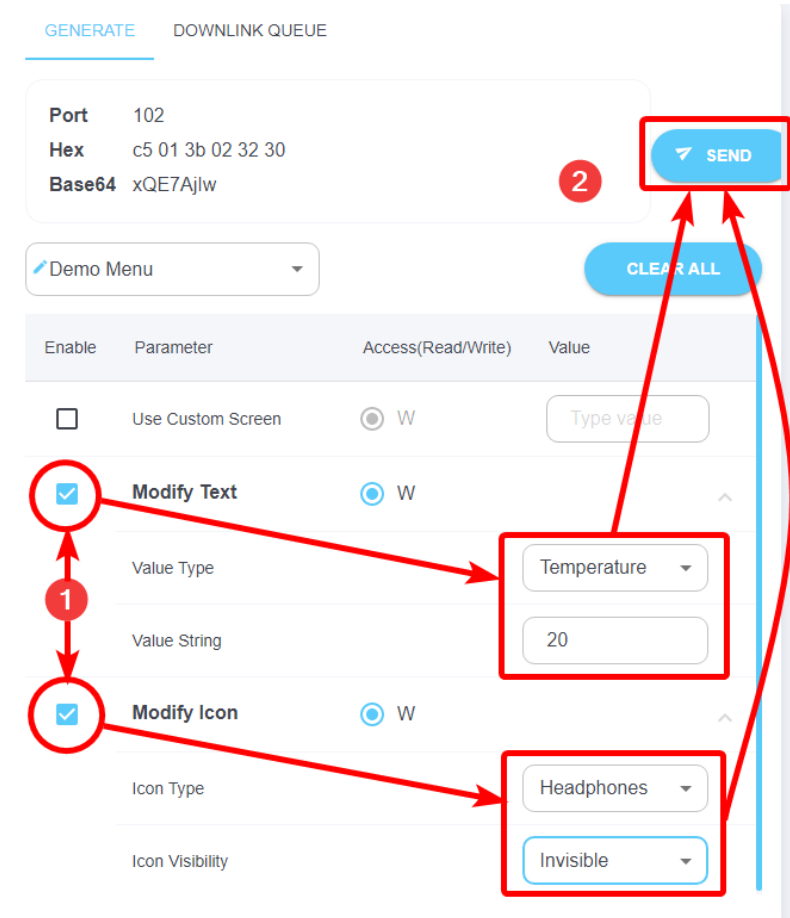 GENERATE DOWNLINK QUEUE
Port 102
Hex c5 01 3b 02 32 30
Base64 xQE7AjIw
2
SEND
Demo Menu
CLEAR ALL
Enable Parameter Access(Read/Write) Value
Use Custom Screen W Type value
Modify Text W
Value Type Temperature
1
Value String 20
Modify Icon W
Icon Type Headphones
Icon Visibility Invisible